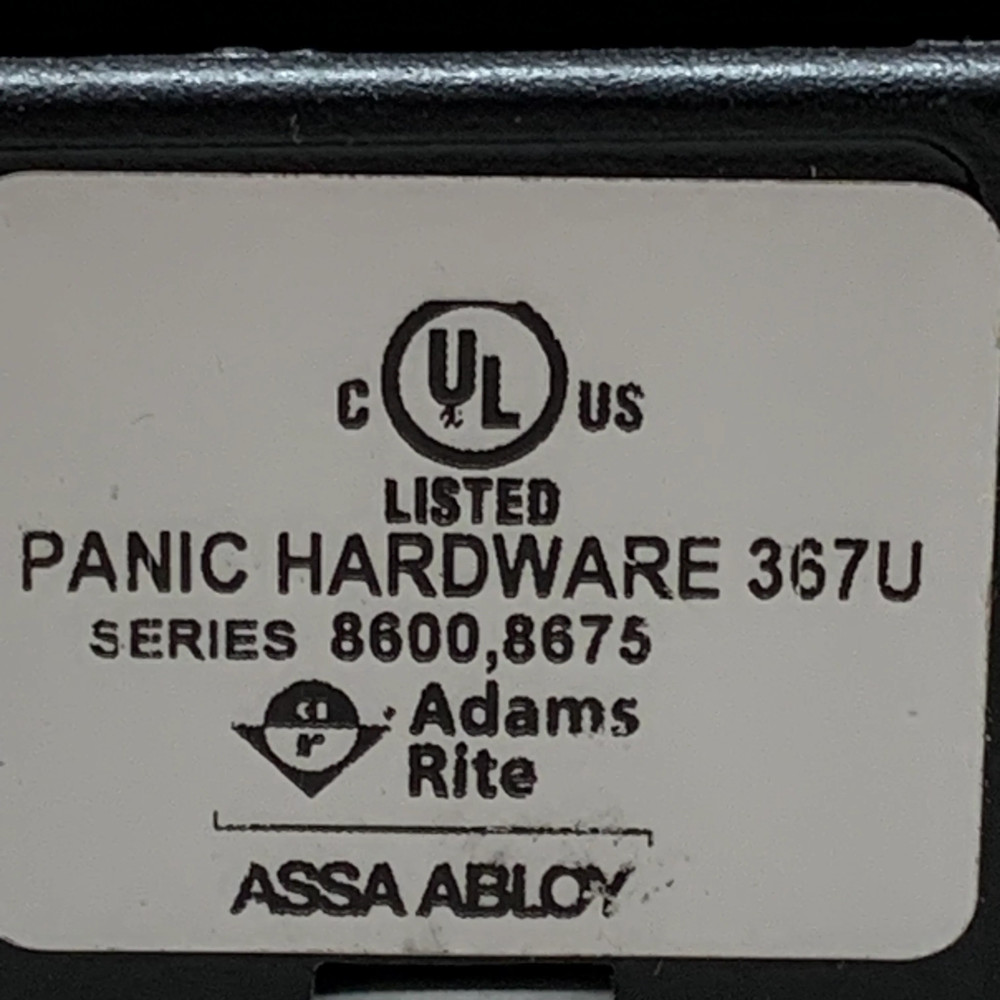 C UL US
LISTED
PANIC HARDWARE 367U
SERIES 8600,8675
Adams
Rite
ASSA ABLOY